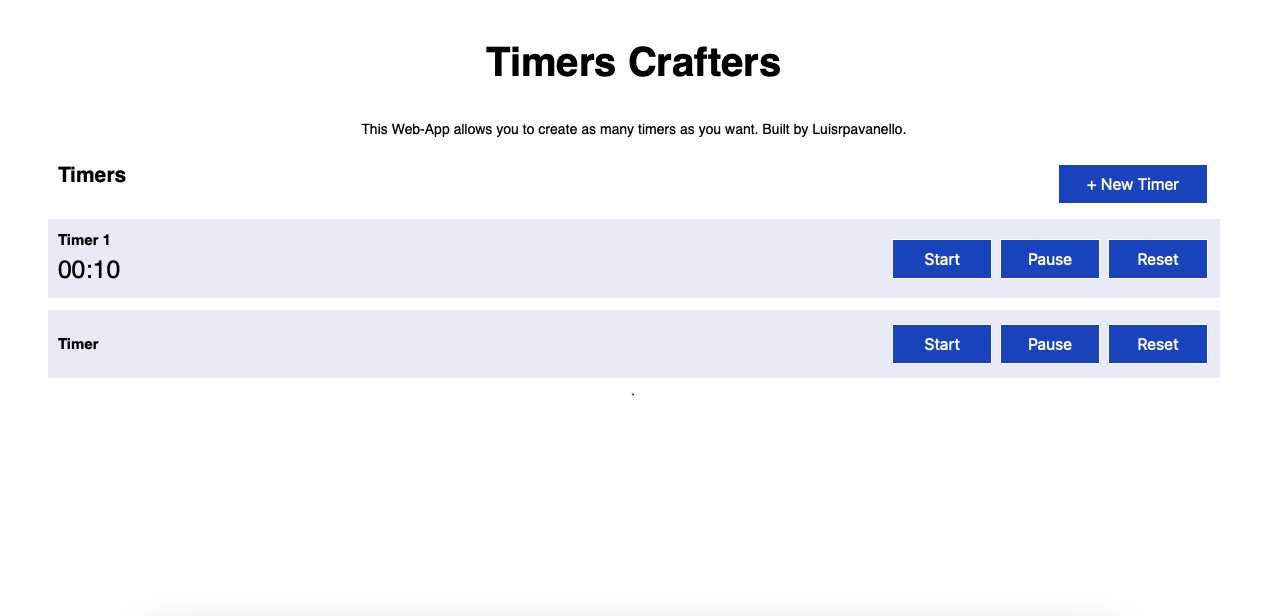 Timers Crafters
This Web-App allows you to create as many timers as you want. Built by Luisrpavanello.
Timers
+ New Timer
Timer 1
00:10
Start Pause Reset
Timer
Start Pause Reset
`